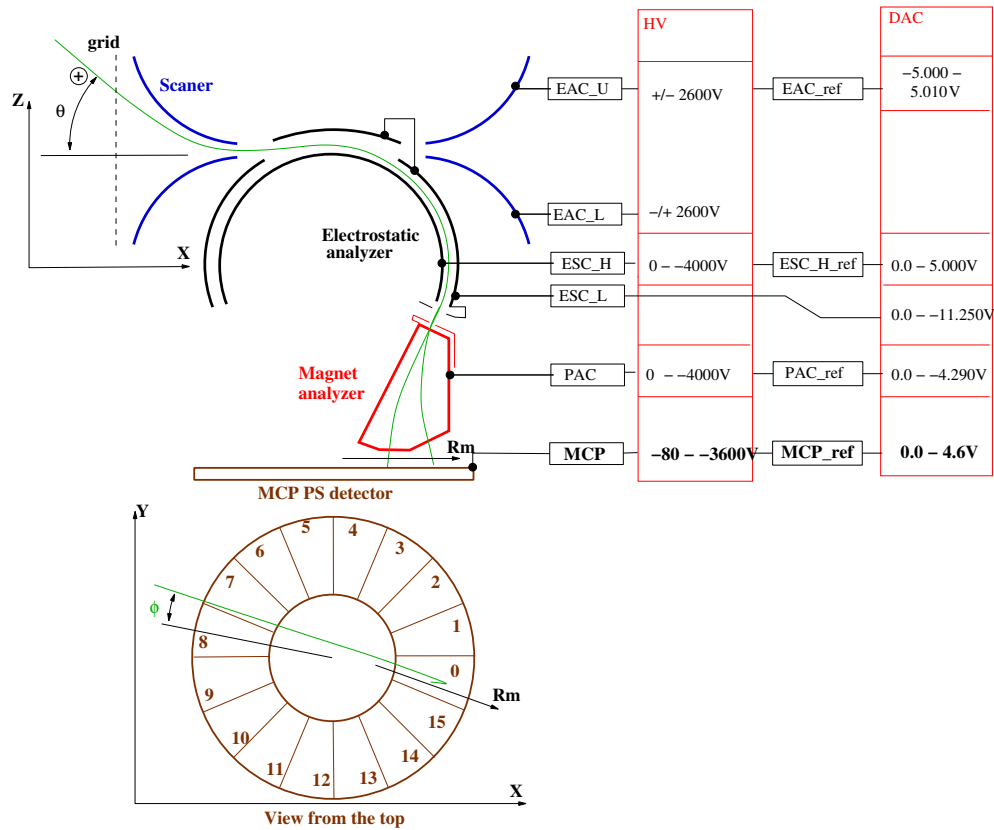 grid
Scaner
Z
θ
X
+
Electrostatic
analyzer
Magnet
analyzer
Rm
MCP PS detector
HV
DAC
EAC_U
+/− 2600V
EAC_ref
−5.000 −
5.010V
EAC_L
−/+ 2600V
ESC_H
0 − −4000V
ESC_H_ref
0.0 − 5.000V
ESC_L
0.0 − −11.250V
PAC
0 − −4000V
PAC_ref
0.0 − −4.290V
MCP
−80 − −3600V
MCP_ref
0.0 − 4.6V
Y
5
4
3
6
2
7
1
ϕ
8
0
9
15
Rm
10
14
11
12
13
X
View from the top